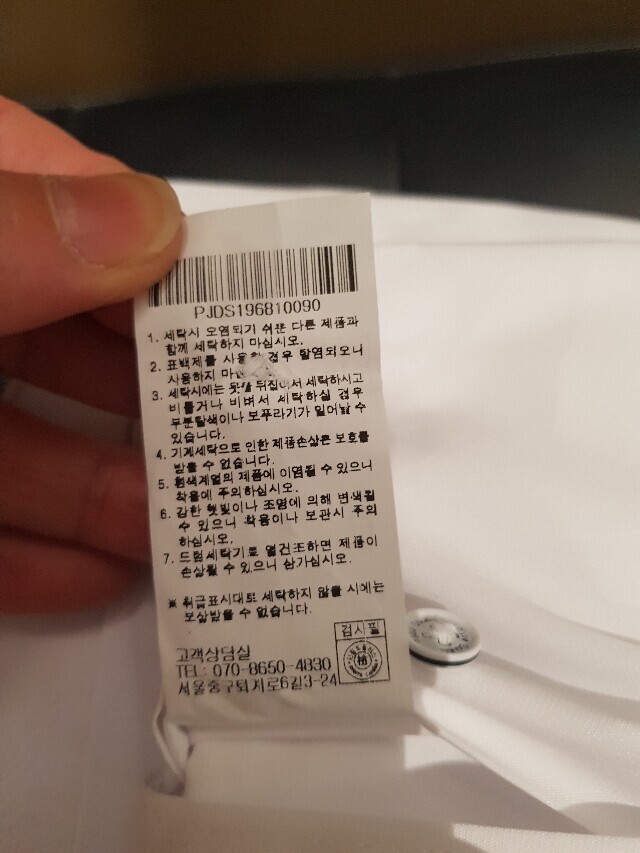 PJDS196810090
1. 세탁시 오염되기 쉬운 다른 제품과
함께 세탁하지 마십시오.
2. 표백제를 사용할 경우 탈염되오니
사용하지 마
3. 세탁시에는 옷을 뒤집어서 세탁하시고
비틀거나 비벼서 세탁하실 경우
부분탈색이나 보푸라기가 일어날 수
있습니다.
4. 기계세탁으로 인한 제품손상은 보호를
받을 수 없습니다.
5. 흰색계열의 제품에 이염될 수 있으니
착용에 주의하십시오.
6. 강한 햇빛이나 조명에 의해 변색될
수 있으니 착용이나 보관시 주의
하십시오.
7. 드럼세탁기로 열건조하면 제품이
손상될 수 있으니 삼가십시오.
※ 취급표시대로 세탁하지 않을 시에는
보상받을 수 없습니다.
검사필
고객상담실
TEL: 070-8650-4830
서울중구퇴계로6길3-24